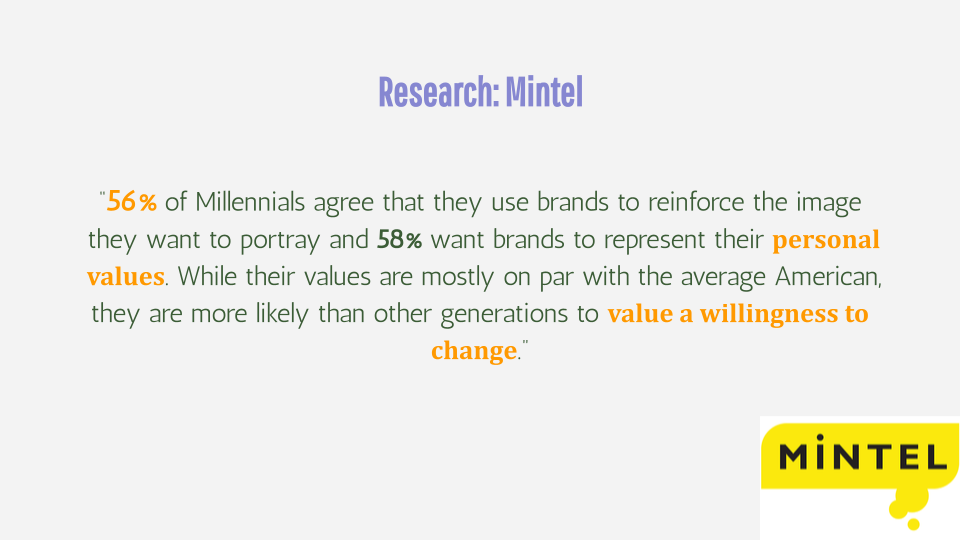 Research: Mintel
"56% of Millennials agree that they use brands to reinforce the image
they want to portray and 58% want brands to represent their personal
values. While their values are mostly on par with the average American,
they are more likely than other generations to value a willingness to
change."
MiNTEL